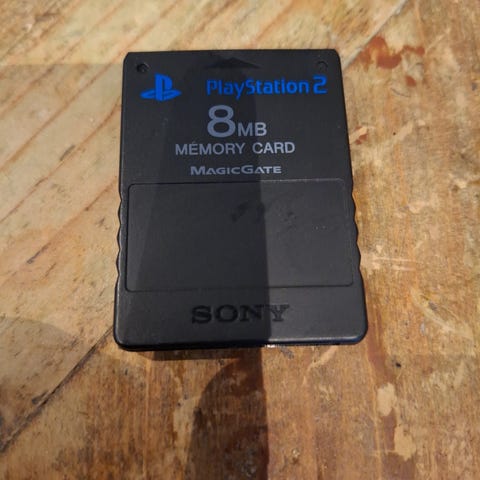 PlayStation 2
8MB
MEMORY CARD
MAGICGATE
SONY